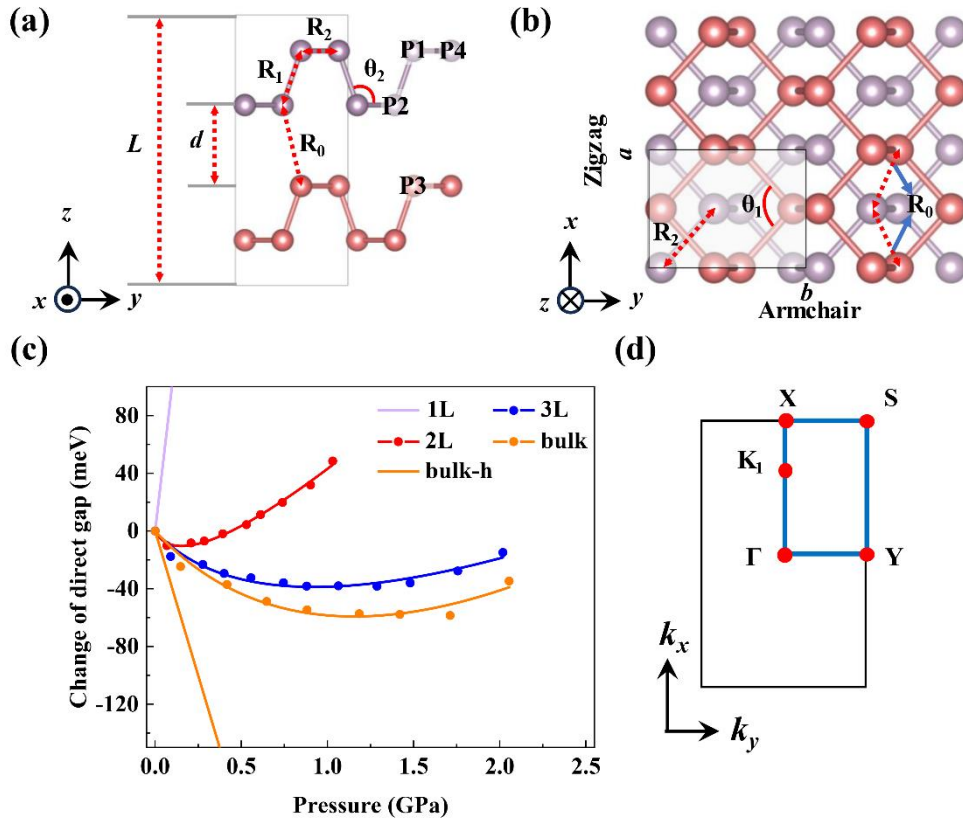 (a)
R₂
R₁
θ₂
P1
P4
P2
L
d
R₀
P3
z
x
y
(b)
Zigzag
a
θ₁
R₂
R₀
x
z
y
b
Armchair
(c)
Change of direct gap (meV)
80
40
0
-40
-80
-120
1L
3L
2L
bulk
bulk-h
0.0
0.5
1.0
1.5
2.0
2.5
Pressure (GPa)
(d)
X
S
K₁
Γ
Y
kₓ
k_y